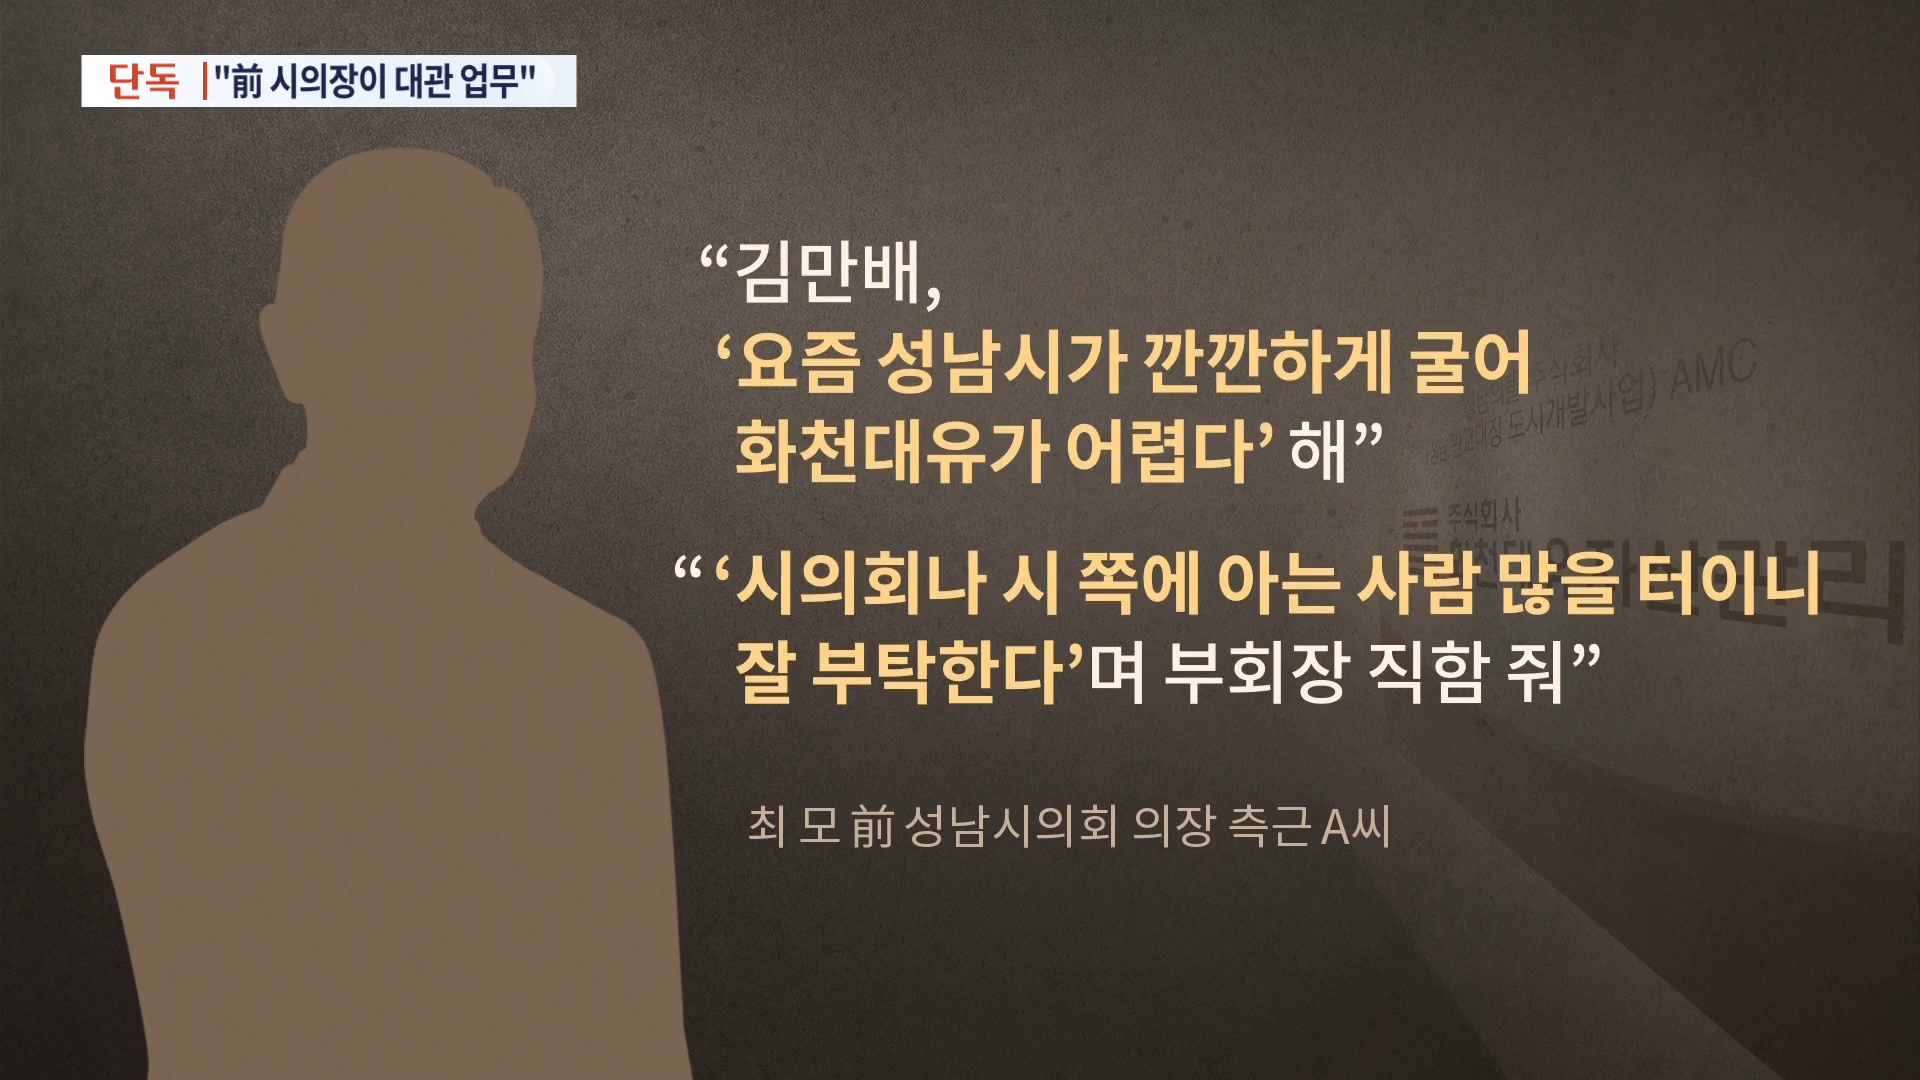 단독 "前 시의장이 대관 업무"
“김만배,
‘요즘 성남시가 깐깐하게 굴어
화천대유가 어렵다’ 해”
“‘시의회나 시 쪽에 아는 사람 많을 터이니
잘 부탁한다’며 부회장 직함 줘”
최 모 前 성남시의회 의장 측근 A씨
주식회사
도시개발사업) AMC
주식회사